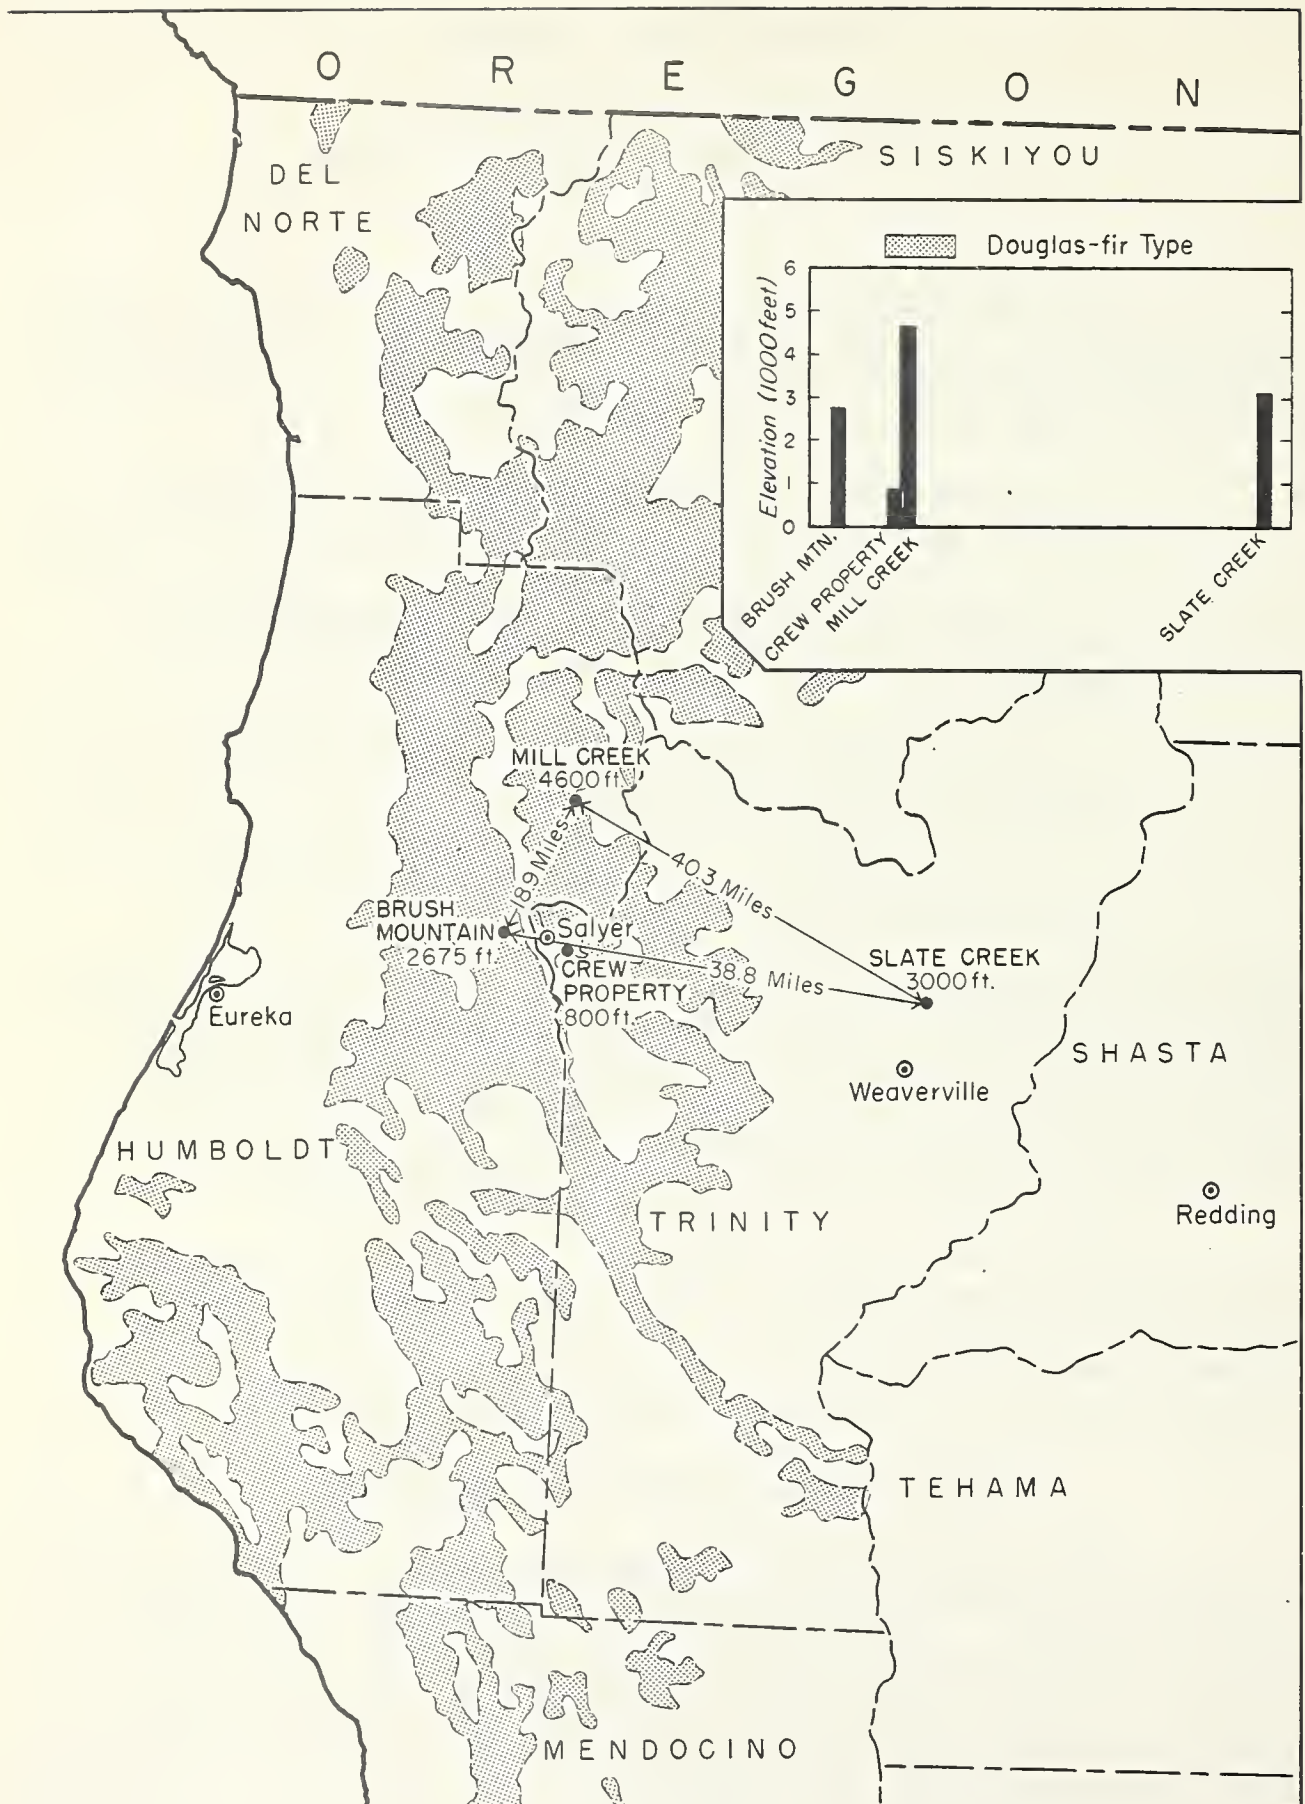 O R E G O N
DEL
NORTE
SISKIYOU
Douglas-fir Type
Elevation (1000 feet)
6
5
4
3
2
1
0
BRUSH MTN.
CREW PROPERTY
MILL CREEK
SLATE CREEK
MILL CREEK
4600 ft.
Miles
40.3 Miles
BRUSH
MOUNTAIN
2675 ft.
Salyer
CREW
PROPERTY
800 ft.
38.8 Miles
SLATE CREEK
3000 ft.
Eureka
Weaverville
SHASTA
HUMBOLDT
TRINITY
Redding
TEHAMA
MENDOCINO